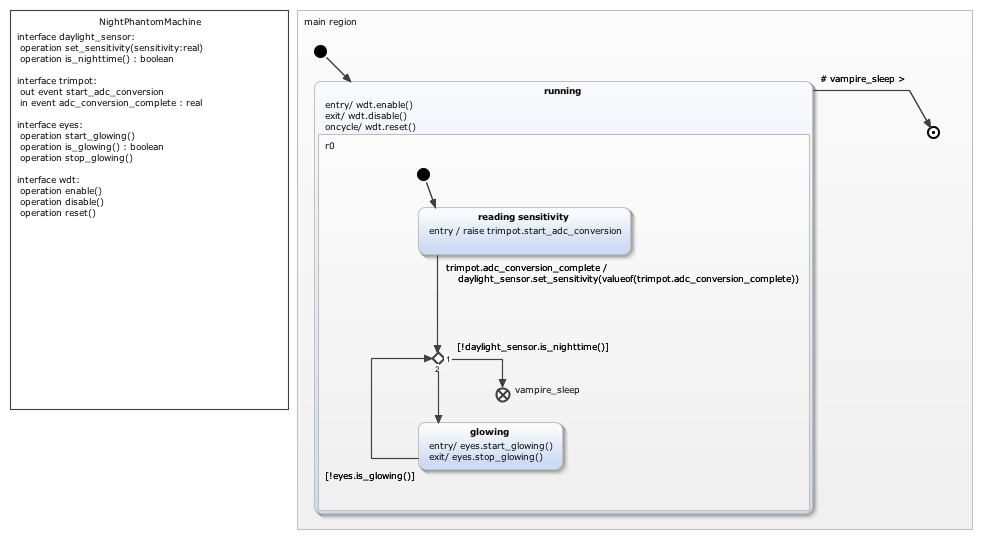 NightPhantomMachine
interface daylight_sensor:
operation set_sensitivity(sensitivity:real)
operation is_nighttime() : boolean
interface trimpot:
out event start_adc_conversion
in event adc_conversion_complete : real
interface eyes:
operation start_glowing()
operation is_glowing() : boolean
operation stop_glowing()
interface wdt:
operation enable()
operation disable()
operation reset()
main region
# vampire_sleep >
running
entry/ wdt.enable()
exit/ wdt.disable()
oncycle/ wdt.reset()
r0
reading sensitivity
entry / raise trimpot.start_adc_conversion
trimpot.adc_conversion_complete /
daylight_sensor.set_sensitivity(valueof(trimpot.adc_conversion_complete))
[!daylight_sensor.is_nighttime()]
1
2
vampire_sleep
glowing
entry/ eyes.start_glowing()
exit/ eyes.stop_glowing()
[!eyes.is_glowing()]